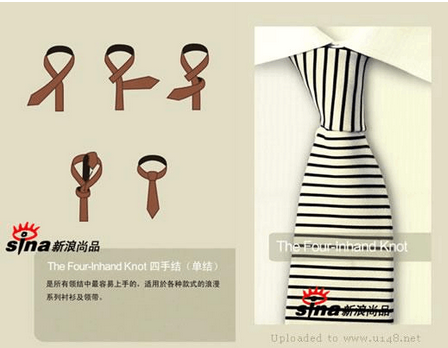 sina新浪尚品
The Four-Inhand Knot 四手结（单结）
是所有领结中最容易上手的，适用於各种款式的浪漫
系列衬衫及领带。
The Four-Inhand Knot
sina新浪尚品
Uploaded to www.u148.net